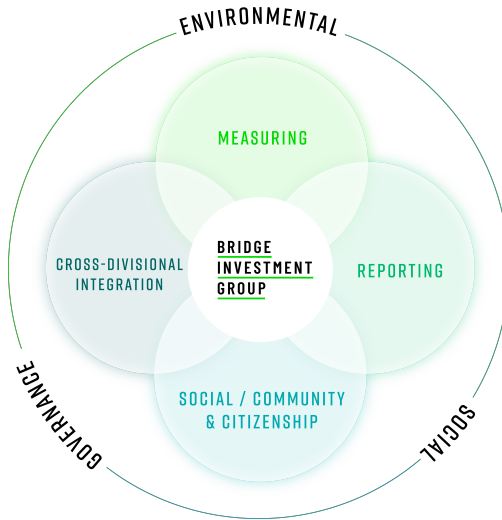 ENVIRONMENTAL
MEASURING
CROSS-DIVISIONAL
INTEGRATION
BRIDGE
INVESTMENT
GROUP
REPORTING
SOCIAL / COMMUNITY
& CITIZENSHIP
GOVERNANCE
SOCIAL